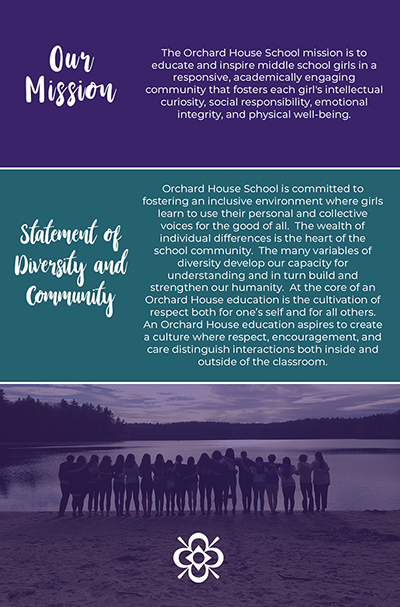 Our
Mission
The Orchard House School mission is to
educate and inspire middle school girls in a
responsive, academically engaging
community that fosters each girl's intellectual
curiosity, social responsibility, emotional
integrity, and physical well-being.
Statement of
Diversity and
Community
Orchard House School is committed to
fostering an inclusive environment where girls
learn to use their personal and collective
voices for the good of all. The wealth of
individual differences is the heart of the
school community. The many variables of
diversity develop our capacity for
understanding and in turn build and
strengthen our humanity. At the core of an
Orchard House education is the cultivation of
respect both for one's self and for all others.
An Orchard House education aspires to create
a culture where respect, encouragement, and
care distinguish interactions both inside and
outside of the classroom.